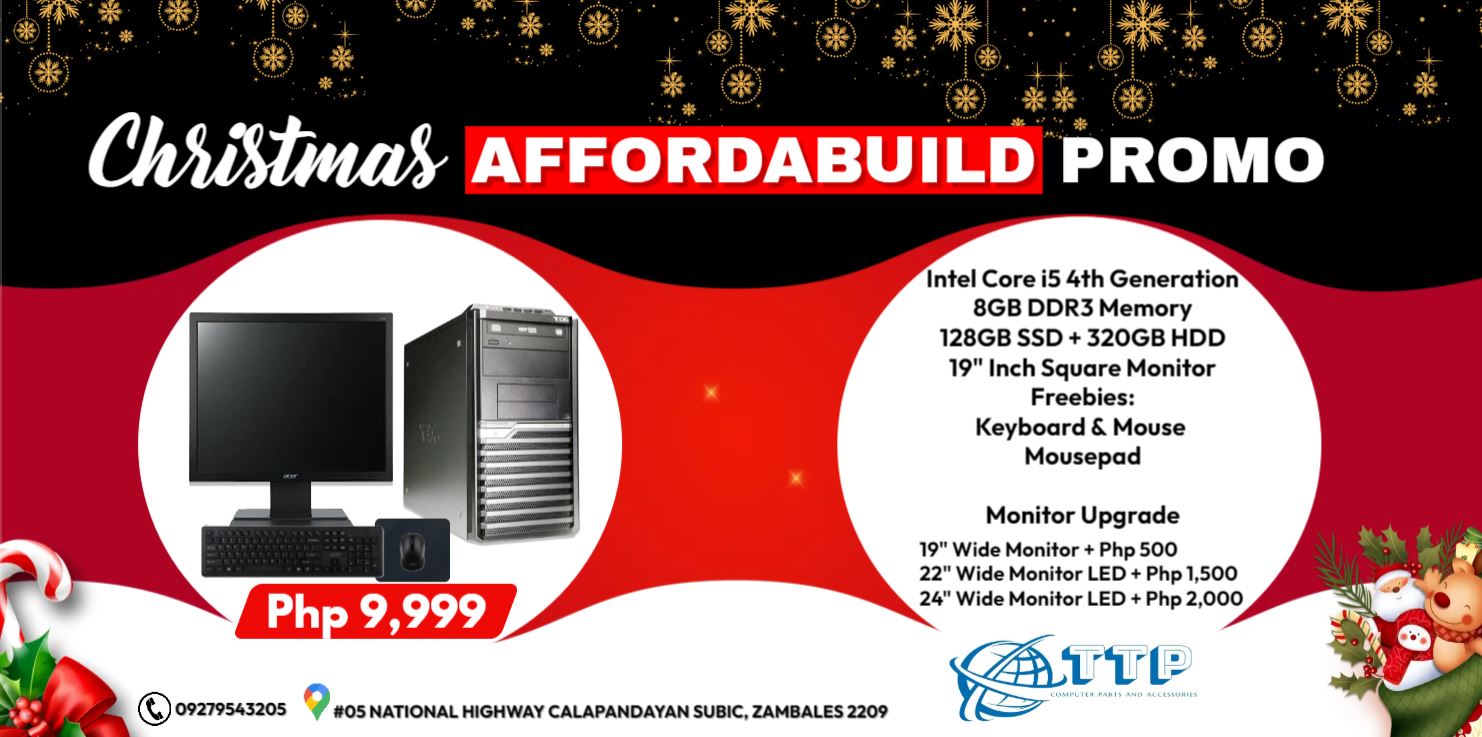 Christmas AFFORDABUILD PROMO
Intel Core i5 4th Generation
8GB DDR3 Memory
128GB SSD + 320GB HDD
19" Inch Square Monitor
Freebies:
Keyboard & Mouse
Mousepad
Monitor Upgrade
19" Wide Monitor + Php 500
22" Wide Monitor LED + Php 1,500
24" Wide Monitor LED + Php 2,000
acer
Php 9,999
TTP
COMPUTER PARTS AND ACCESSORIES
09279543205
#05 NATIONAL HIGHWAY CALAPANDAYAN SUBIC, ZAMBALES 2209